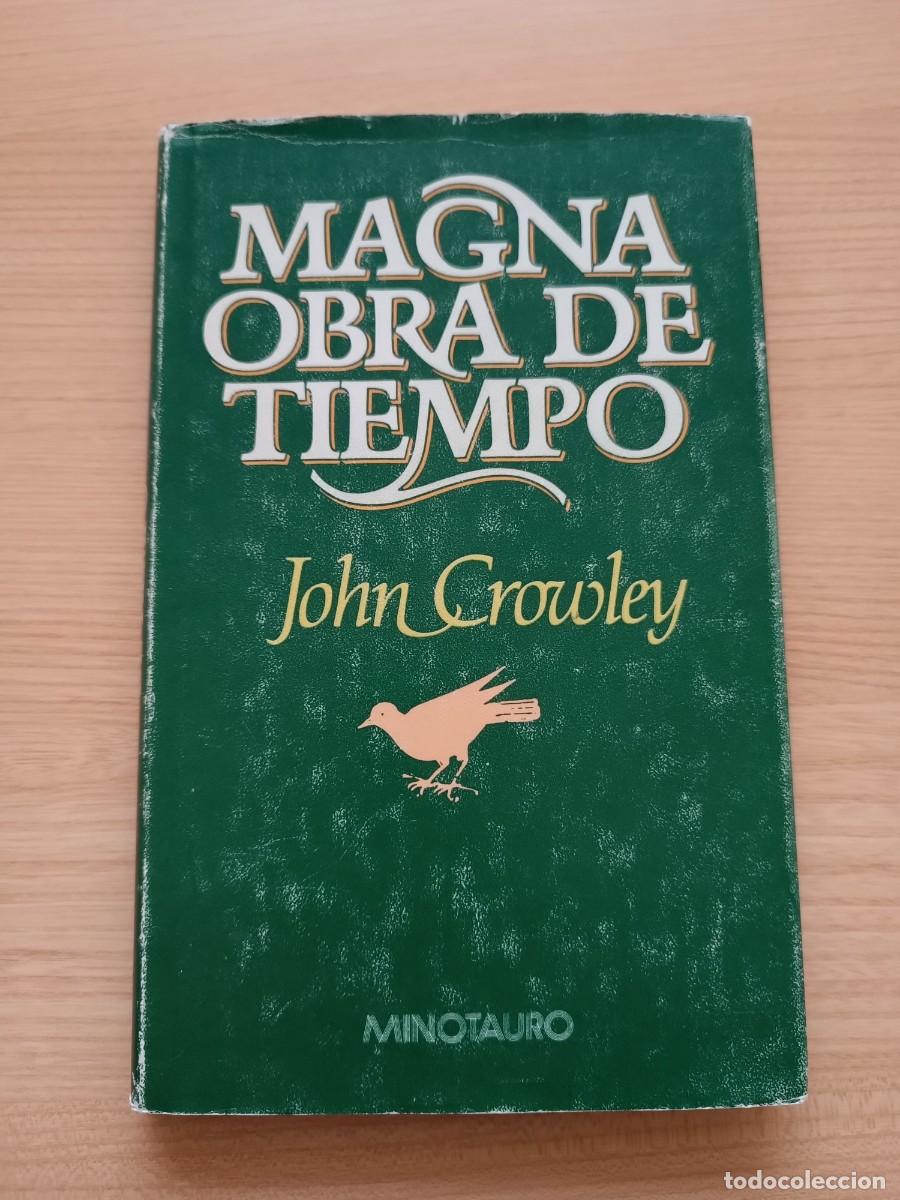 MAGNA
OBRA DE
TIEMPO
John Crowley
MINOTAURO
todocoleccion